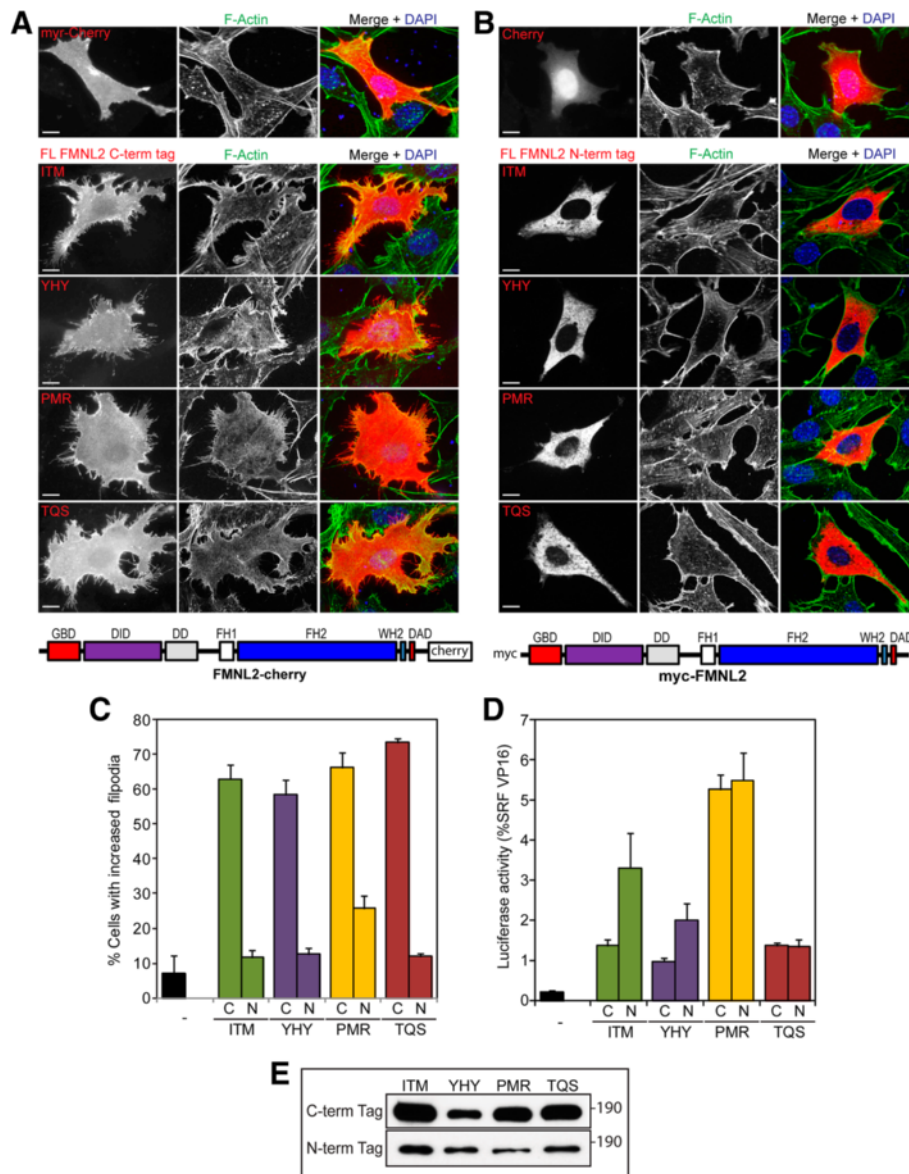 A
F-Actin
Merge + DAPI
myr-Cherry
FL FMNL2 C-term tag
F-Actin
Merge + DAPI
ITM
YHY
PMR
TQS
GBD DID DD FH1 FH2 WH2 DAD
cherry
FMNL2-cherry
B
F-Actin
Merge + DAPI
Cherry
FL FMNL2 N-term tag
F-Actin
Merge + DAPI
ITM
YHY
PMR
TQS
GBD DID DD FH1 FH2 WH2 DAD
myc
myc-FMNL2
C
% Cells with increased filpodia
80
70
60
50
40
30
20
10
0
C N C N C N C N
- ITM YHY PMR TQS
D
Luciferase activity (%SRF VP16)
7
6
5
4
3
2
1
0
C N C N C N C N
- ITM YHY PMR TQS
E
ITM YHY PMR TQS
C-term Tag -190
N-term Tag -190